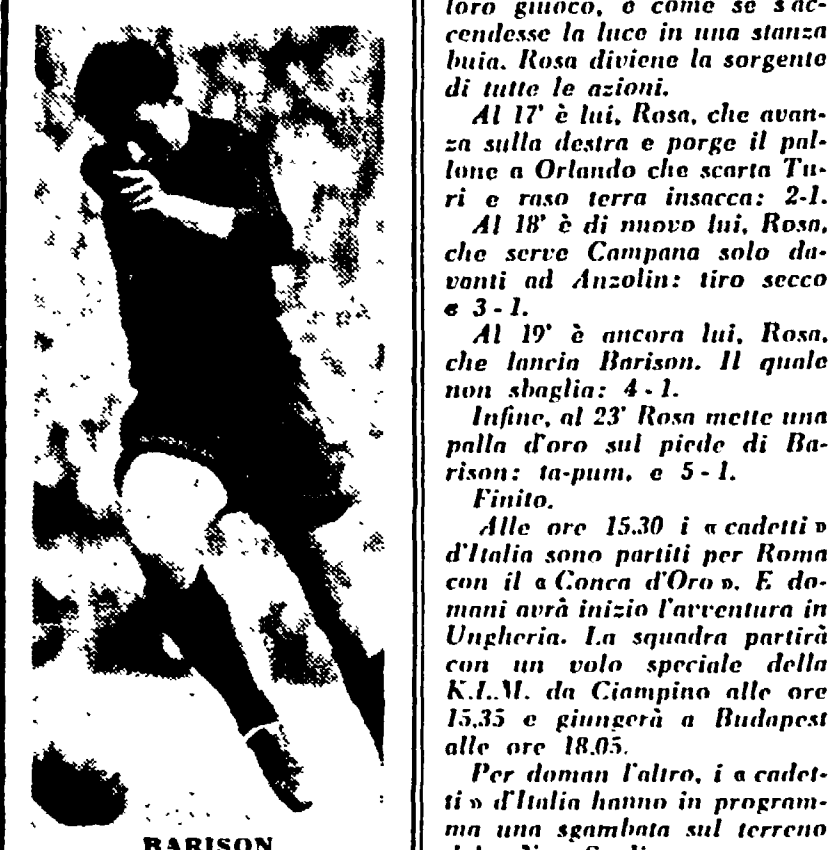 BARISON
loro giuoco, è come se s'ac-
cendesse la luce in una stanza
buia. Rosa diviene la sorgente
di tutte le azioni.
Al 17' è lui, Rosa, che avan-
za sulla destra e porge il pal-
lone a Orlando che scarta Tu-
ri e raso terra insacca: 2-1.
Al 18' è di nuovo lui, Rosa,
che serve Campana solo da-
vanti ad Anzolin: tiro secco
e 3 - 1.
Al 19' è ancora lui, Rosa,
che lancia Barison. Il quale
non sbaglia: 4 - 1.
Infine, al 23' Rosa mette una
palla d'oro sul piede di Ba-
rison: ta-pum, e 5 - 1.
Finito.
Alle ore 15.30 i « cadetti »
d'Italia sono partiti per Roma
con il « Conca d'Oro ». E do-
mani avrà inizio l'avventura in
Ungheria. La squadra partirà
con un volo speciale della
K.L.M. da Ciampino alle ore
15,35 e giungerà a Budapest
alle ore 18.05.
Per doman l'altro, i « cadet-
ti » d'Italia hanno in program-
ma una sgambata sul terreno